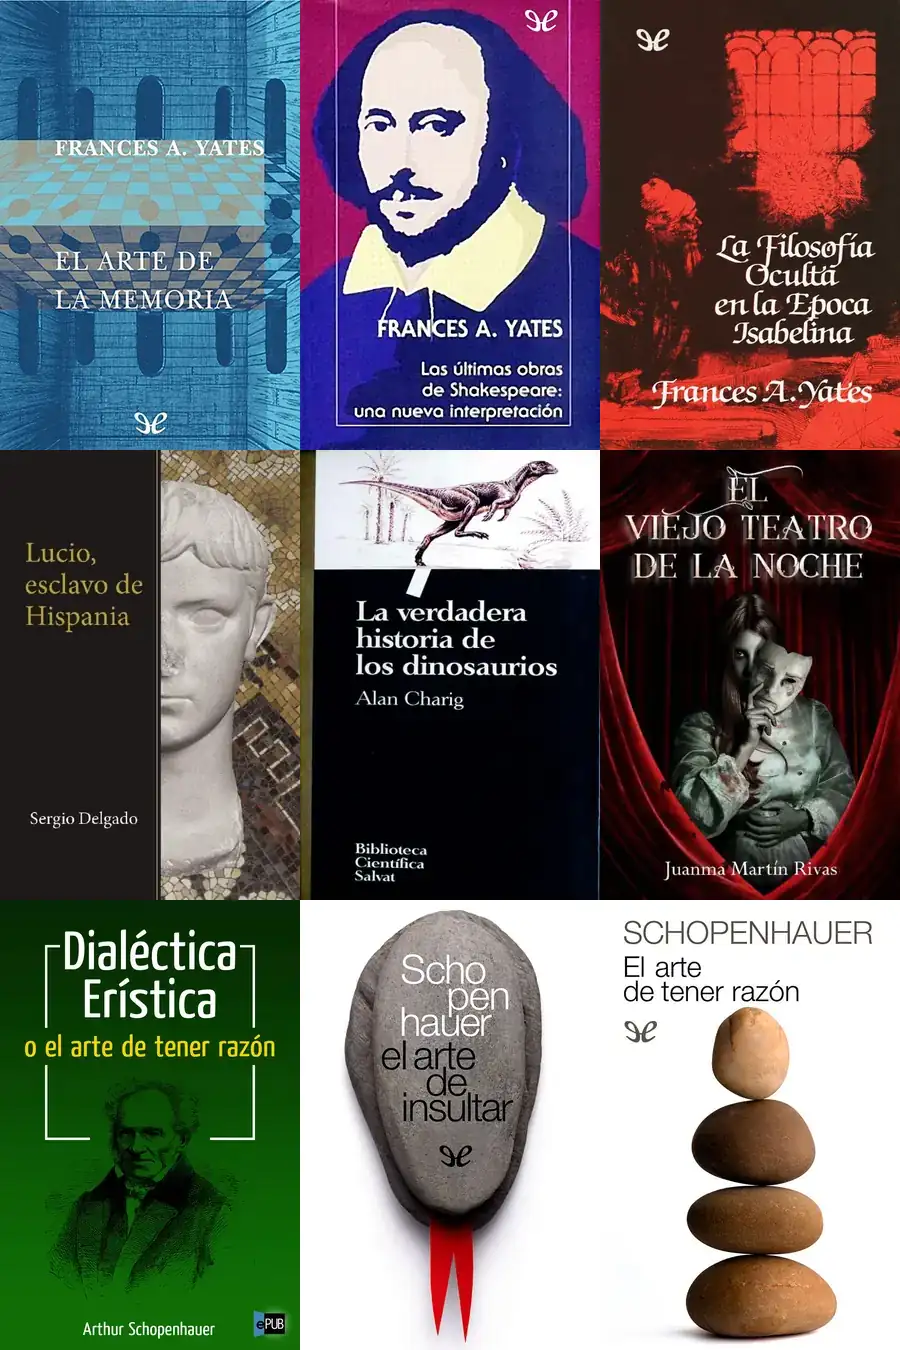 FRANCES A. YATES
EL ARTE DE
LA MEMORIA
FRANCES A. YATES
Las últimas obras
de Shakespeare:
una nueva interpretación
La Filosofía
Oculta
en la Epoca
Isabelina
Frances A. Yates
Lucio,
esclavo de
Hispania
Sergio Delgado
La verdadera
historia de
los dinosaurios
Alan Charig
Biblioteca
Científica
Salvat
EL
VIEJO TEATRO
DE LA NOCHE
Juanma Martín Rivas
Dialéctica
Erística
o el arte de tener razón
Arthur Schopenhauer
ePUB
Scho
pen
hauer
el arte
de
insultar
SCHOPENHAUER
El arte
de tener razón